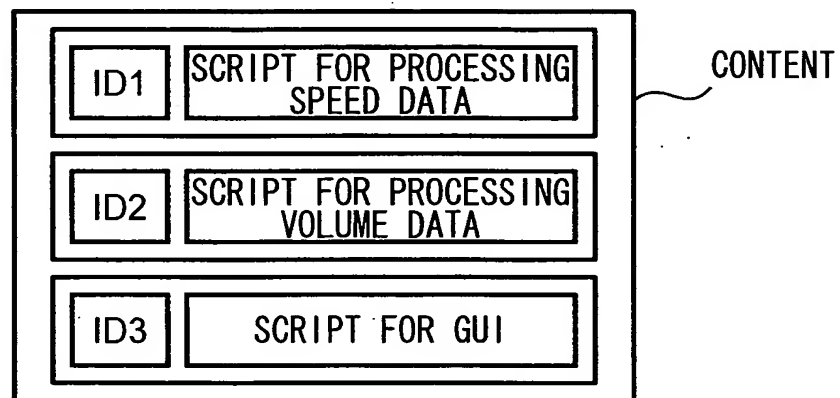 ID1
SCRIPT FOR PROCESSING
SPEED DATA
CONTENT
ID2
SCRIPT FOR PROCESSING
VOLUME DATA
ID3
SCRIPT FOR GUI